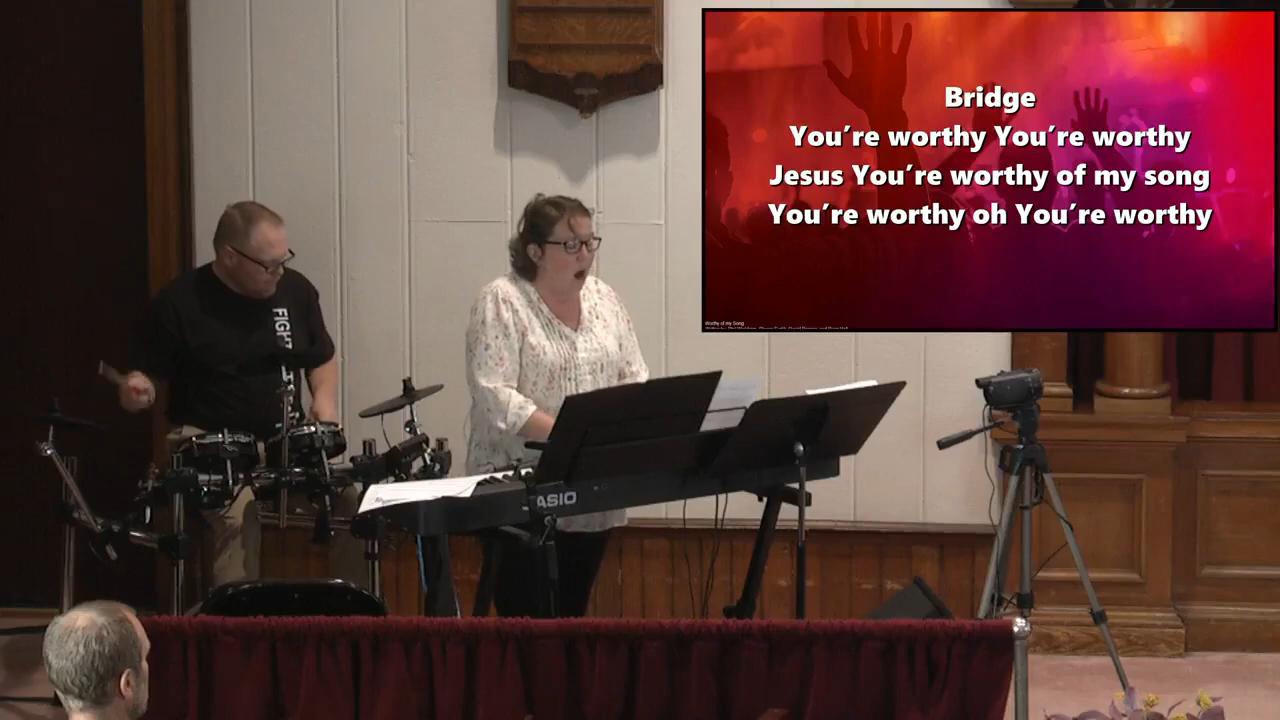 Bridge
You're worthy You're worthy
Jesus You're worthy of my song
You're worthy oh You're worthy
Worthy of my Song
FIGHT
CASIO